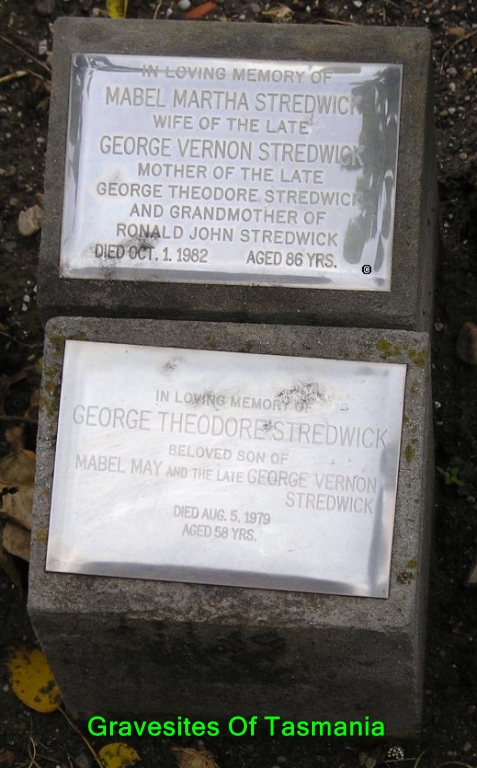 IN LOVING MEMORY OF
MABEL MARTHA STREDWICK
WIFE OF THE LATE
GEORGE VERNON STREDWICK
MOTHER OF THE LATE
GEORGE THEODORE STREDWICK
AND GRANDMOTHER OF
RONALD JOHN STREDWICK
DIED OCT. 1. 1982 AGED 86 YRS.
©
IN LOVING MEMORY OF
GEORGE THEODORE STREDWICK
BELOVED SON OF
MABEL MAY AND THE LATE GEORGE VERNON
STREDWICK
DIED AUG. 5. 1979
AGED 58 YRS.
Gravesites Of Tasmania